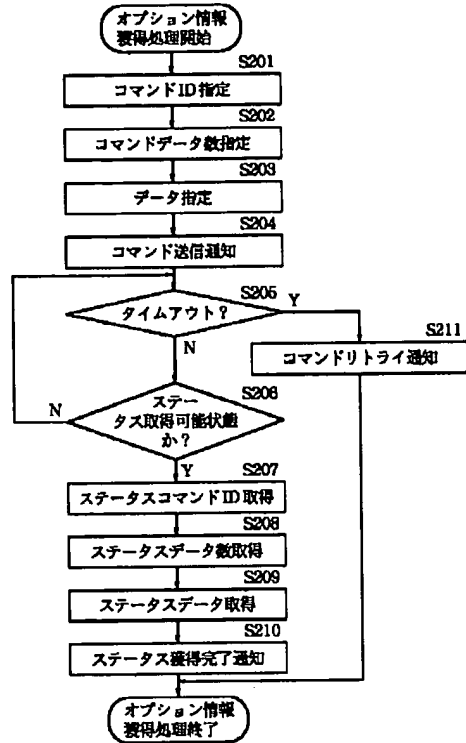 オプション情報
獲得処理開始
S201
コマンドID指定
S202
コマンドデータ数指定
S203
データ指定
S204
コマンド送信通知
S205
タイムアウト?
Y
N
S211
コマンドリトライ通知
S206
ステー
タス取得可能状態
か?
N
Y
S207
ステータスコマンドID取得
S208
ステータスデータ数取得
S209
ステータスデータ取得
S210
ステータス獲得完了通知
オプション情報
獲得処理終了